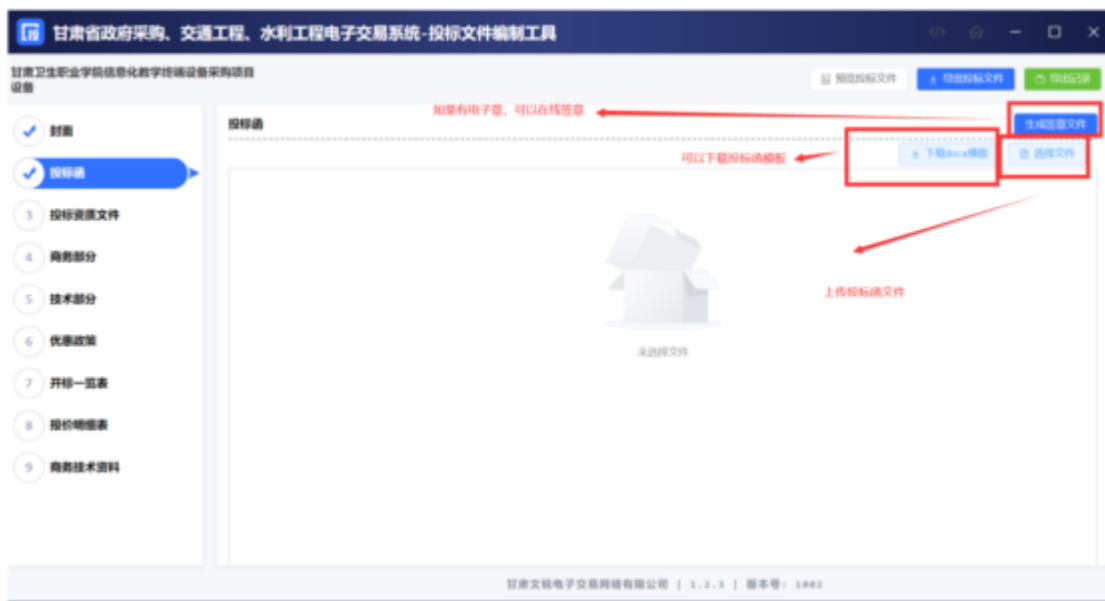 甘肃省政府采购、交通工程、水利工程电子交易系统-投标文件编制工具
甘肃卫生职业学院信息化教学终端设备采购项目
设备
预览投标文件
导出投标文件
导出记录
如果有电子章，可以在线签章
封面
投标函
生成签章文件
可以下载投标函模板
下载docx模版
选择文件
投标函
3 投标资质文件
4 商务部分
上传投标函文件
5 技术部分
6 优惠政策
未选择文件
7 开标一览表
8 报价明细表
9 商务技术资料
甘肃文锐电子交易网络有限公司 | 1.2.3 | 版本号: 1002